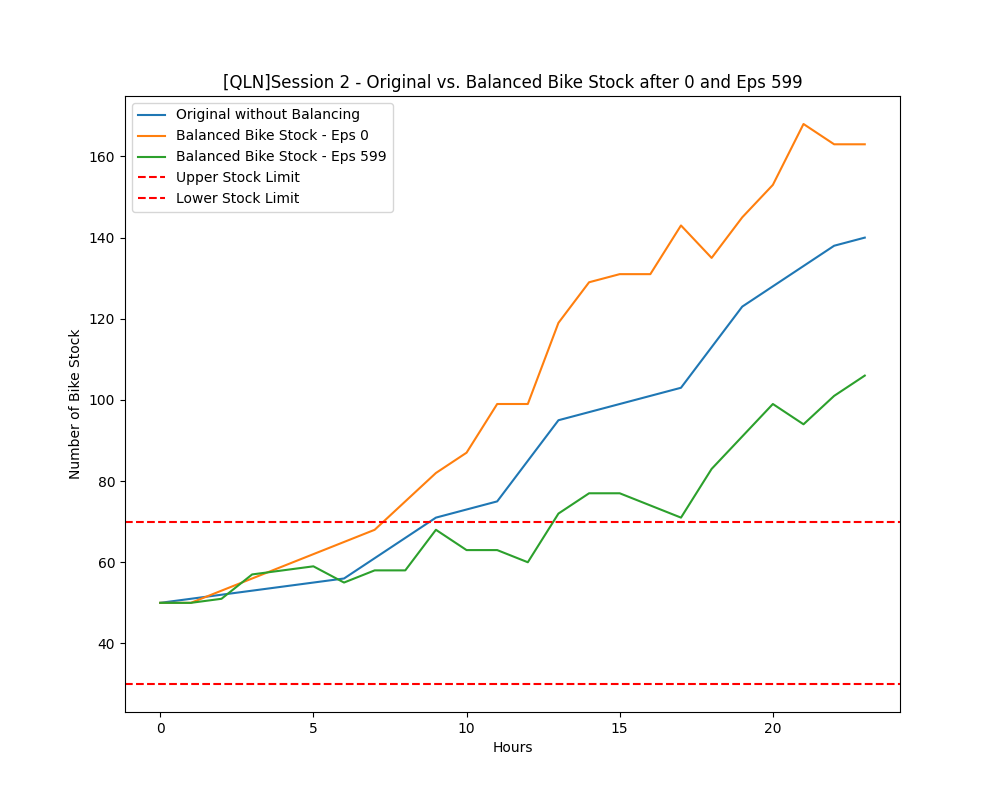 [QLN]Session 2 - Original vs. Balanced Bike Stock after 0 and Eps 599
Original without Balancing
Balanced Bike Stock - Eps 0
Balanced Bike Stock - Eps 599
Upper Stock Limit
Lower Stock Limit
160
140
120
100
80
60
40
Number of Bike Stock
0 5 10 15 20
Hours